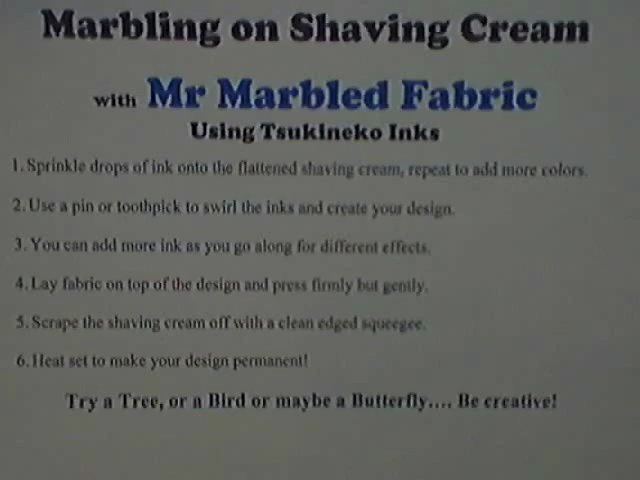 Marbling on Shaving Cream
with Mr Marbled Fabric
Using Tsukineko Inks
1. Sprinkle drops of ink onto the flattened shaving cream, repeat to add more colors.
2. Use a pin or toothpick to swirl the inks and create your design.
3. You can add more ink as you go along for different effects.
4. Lay fabric on top of the design and press firmly but gently.
5. Scrape the shaving cream off with a clean edged squeegee.
6. Heat set to make your design permanent!
Try a Tree, or a Bird or maybe a Butterfly.... Be creative!